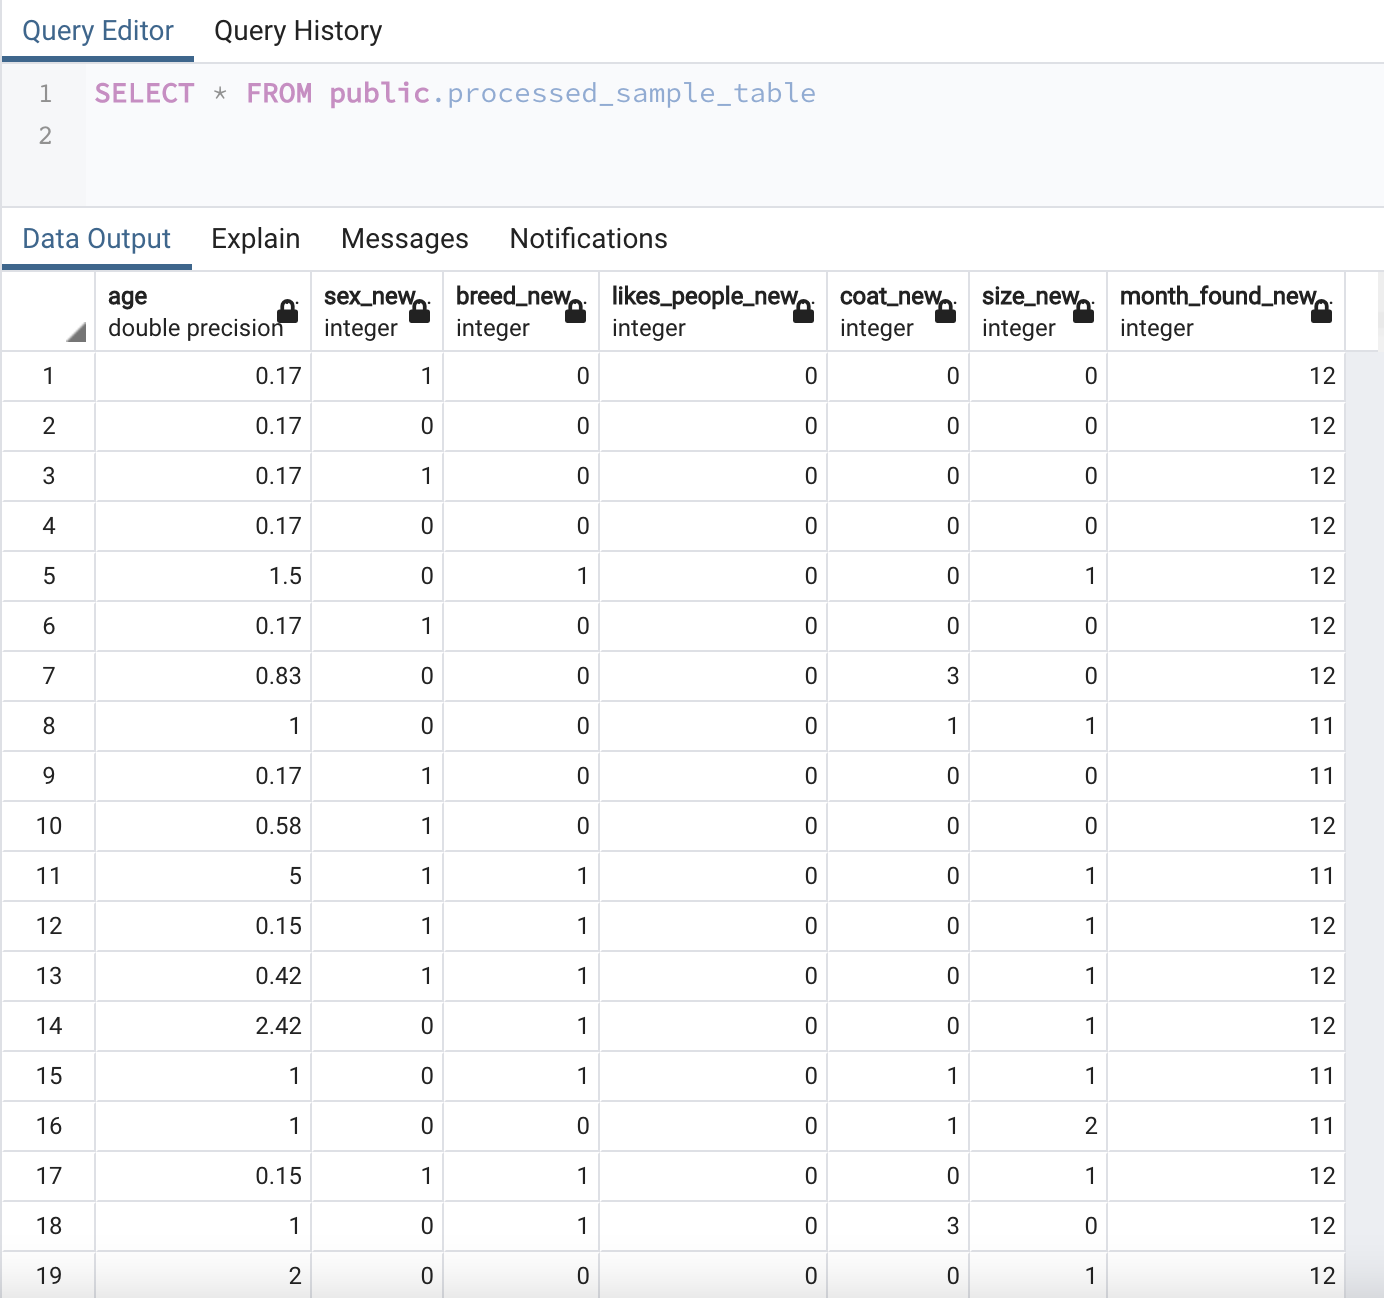 Query Editor Query History
1 SELECT * FROM public.processed_sample_table
2
Data Output Explain Messages Notifications
age sex_new breed_new likes_people_new coat_new size_new month_found_new
double precision integer integer integer integer integer integer
1 0.17 1 0 0 0 0 12
2 0.17 0 0 0 0 0 12
3 0.17 1 0 0 0 0 12
4 0.17 0 0 0 0 0 12
5 1.5 0 1 0 0 1 12
6 0.17 1 0 0 0 0 12
7 0.83 0 0 0 3 0 12
8 1 0 0 0 1 1 11
9 0.17 1 0 0 0 0 11
10 0.58 1 0 0 0 0 12
11 5 1 1 0 0 1 11
12 0.15 1 1 0 0 1 12
13 0.42 1 1 0 0 1 12
14 2.42 0 1 0 0 1 12
15 1 0 1 0 1 1 11
16 1 0 0 0 1 2 11
17 0.15 1 1 0 0 1 12
18 1 0 1 0 3 0 12
19 2 0 0 0 0 1 12